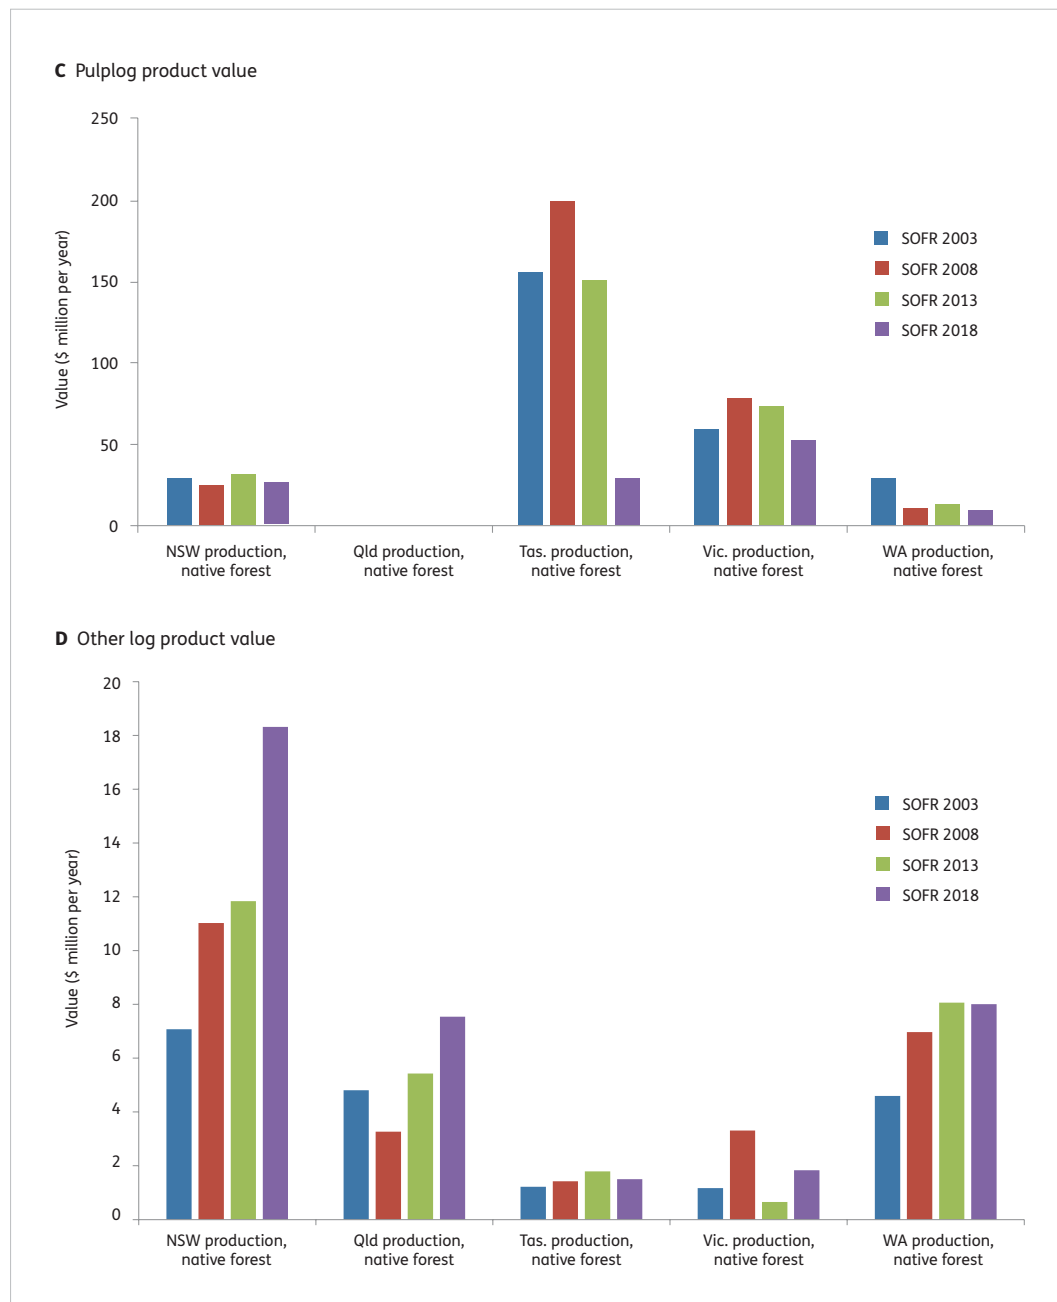 C Pulplog product value
250
200
150
100
50
0
Value ($ million per year)
SOFR 2003
SOFR 2008
SOFR 2013
SOFR 2018
NSW production,
native forest
Qld production,
native forest
Tas. production,
native forest
Vic. production,
native forest
WA production,
native forest
D Other log product value
20
18
16
14
12
10
8
6
4
2
0
Value ($ million per year)
SOFR 2003
SOFR 2008
SOFR 2013
SOFR 2018
NSW production,
native forest
Qld production,
native forest
Tas. production,
native forest
Vic. production,
native forest
WA production,
native forest